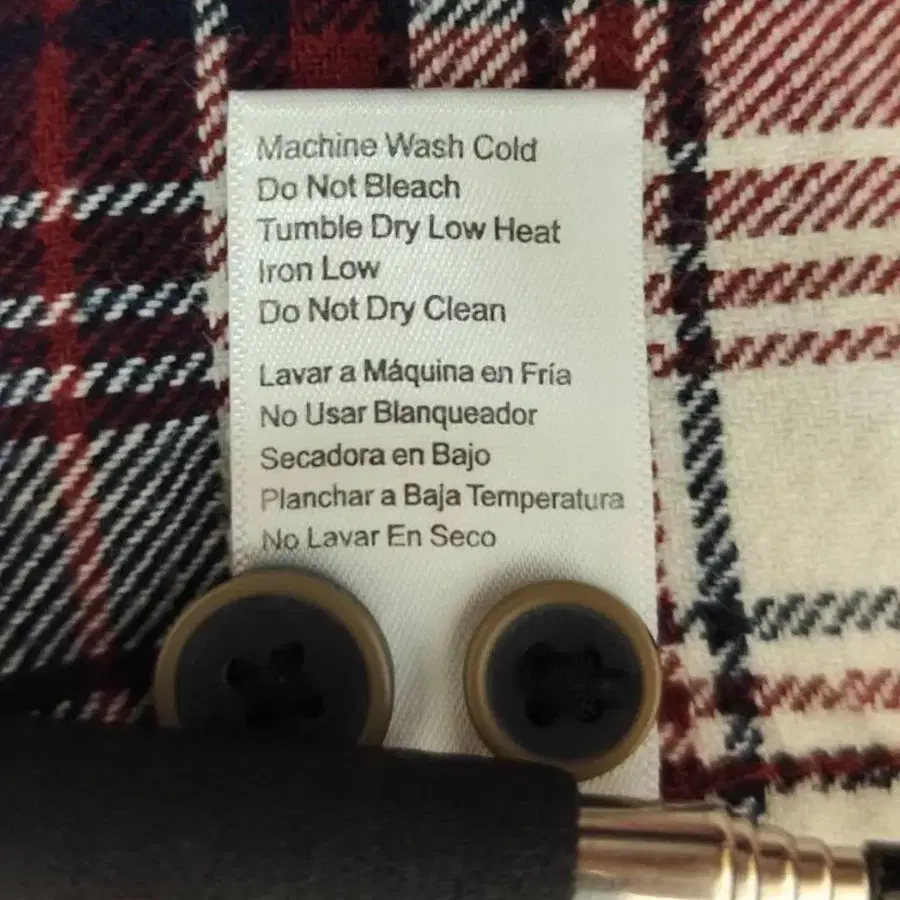 Machine Wash Cold
Do Not Bleach
Tumble Dry Low Heat
Iron Low
Do Not Dry Clean
Lavar a Máquina en Fría
No Usar Blanqueador
Secadora en Bajo
Planchar a Baja Temperatura
No Lavar En Seco